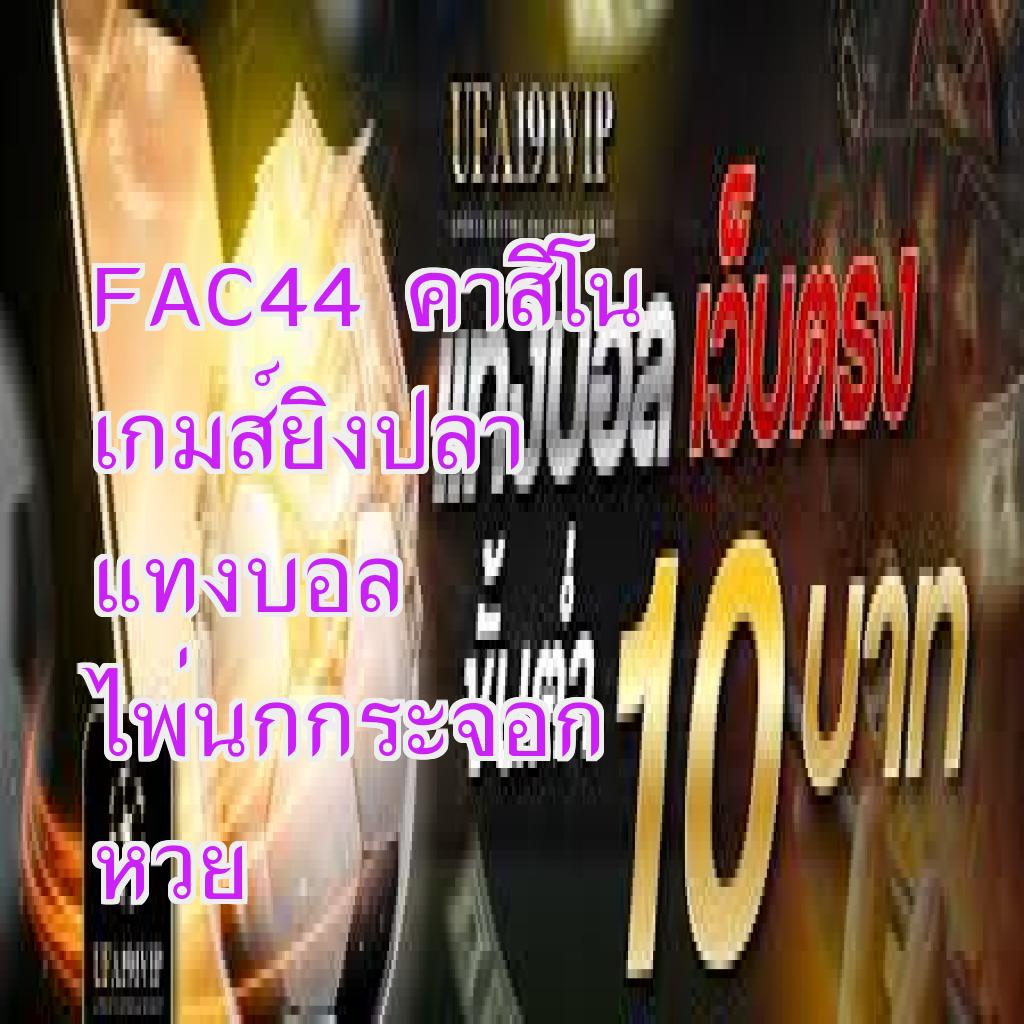 UFA191VIP
FAC44 คาสิโน
เกมส์ยิงปลา
แทงบอล
ไพ่นกกระจอก
หวย
แทงบอล เว็บตรง
ขั้นต่ำ 10 บาท
UFA191VIP